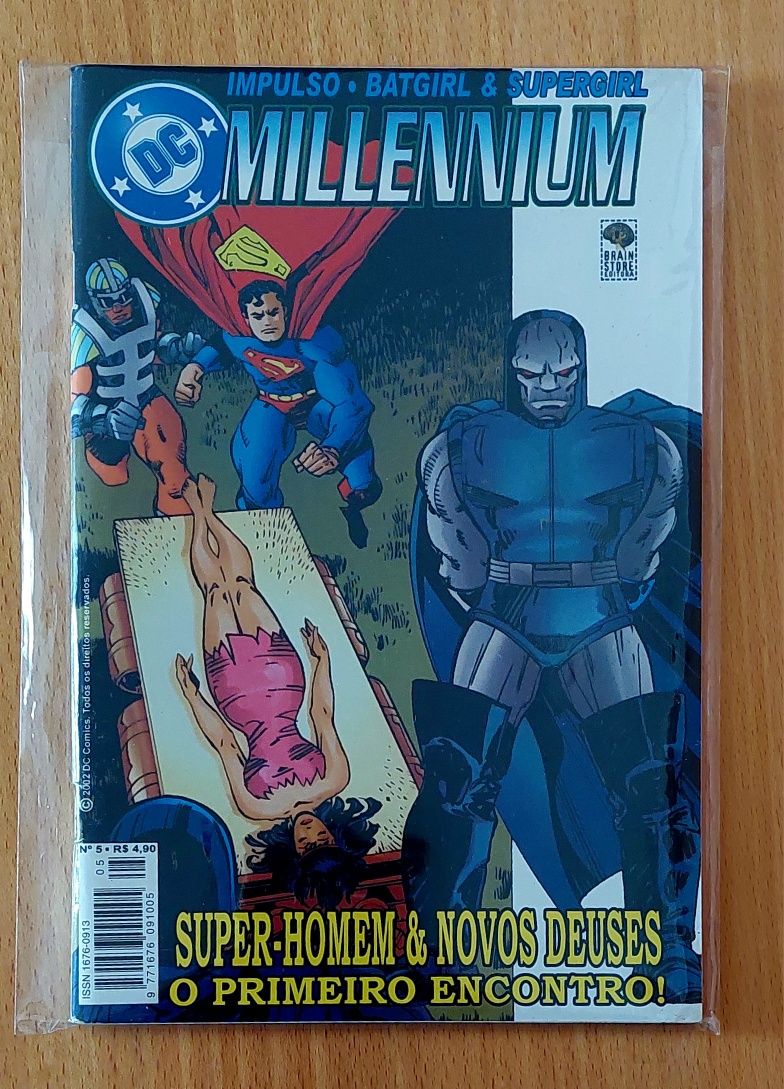 IMPULSO • BATGIRL & SUPERGIRL
DC
MILLENNIUM
BRAIN
STORE
EDITORA
S
© 2002 DC Comics. Todos os direitos reservados.
Nº 5 • R$ 4,90
05
ISSN 1676-0913
9 771676 091005
SUPER-HOMEM & NOVOS DEUSES
O PRIMEIRO ENCONTRO!